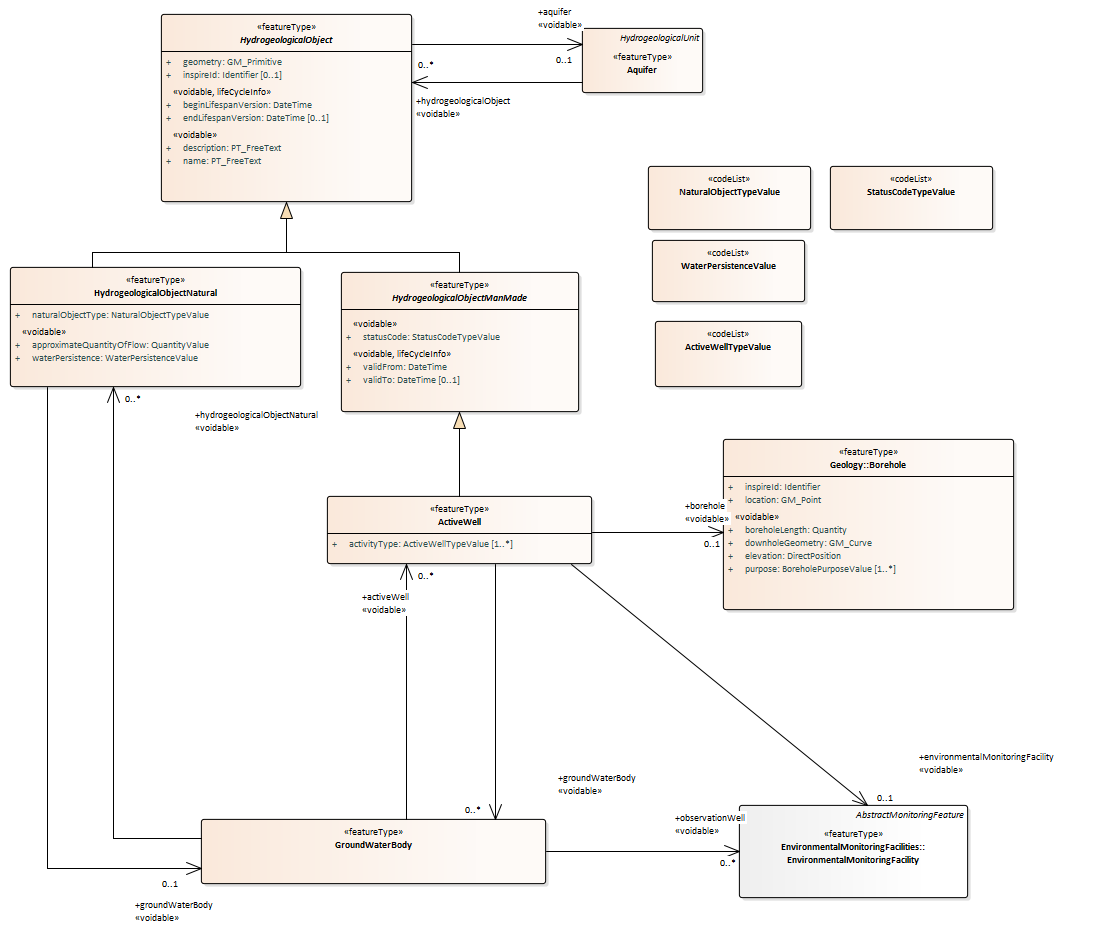 «featureType»
HydrogeologicalObject
+ geometry: GM_Primitive
+ inspireId: Identifier [0..1]
«voidable, lifeCycleInfo»
+ beginLifespanVersion: DateTime
+ endLifespanVersion: DateTime [0..1]
«voidable»
+ description: PT_FreeText
+ name: PT_FreeText
+aquifer
«voidable»
0..1
0..*
+hydrogeologicalObject
«voidable»
HydrogeologicalUnit
«featureType»
Aquifer
«codeList»
NaturalObjectTypeValue
«codeList»
StatusCodeTypeValue
«codeList»
WaterPersistenceValue
«codeList»
ActiveWellTypeValue
«featureType»
HydrogeologicalObjectNatural
+ naturalObjectType: NaturalObjectTypeValue
«voidable»
+ approximateQuantityOfFlow: QuantityValue
+ waterPersistence: WaterPersistenceValue
«featureType»
HydrogeologicalObjectManMade
«voidable»
+ statusCode: StatusCodeTypeValue
«voidable, lifeCycleInfo»
+ validFrom: DateTime
+ validTo: DateTime [0..1]
0..*
+hydrogeologicalObjectNatural
«voidable»
«featureType»
ActiveWell
+ activityType: ActiveWellTypeValue [1..*]
+borehole
«voidable»
0..1
«featureType»
Geology::Borehole
+ inspireId: Identifier
+ location: GM_Point
«voidable»
+ boreholeLength: Quantity
+ downholeGeometry: GM_Curve
+ elevation: DirectPosition
+ purpose: BoreholePurposeValue [1..*]
0..*
+activeWell
«voidable»
+environmentalMonitoringFacility
«voidable»
0..1
+groundWaterBody
«voidable»
0..*
«featureType»
GroundWaterBody
+observationWell
«voidable»
0..*
AbstractMonitoringFeature
«featureType»
EnvironmentalMonitoringFacilities::
EnvironmentalMonitoringFacility
0..1
+groundWaterBody
«voidable»